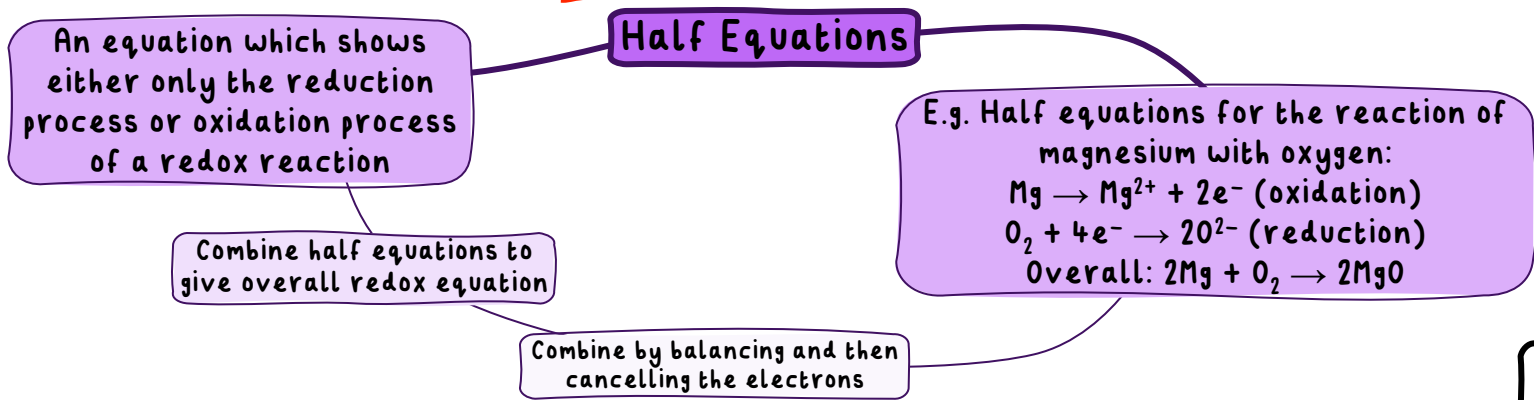 Half Equations
An equation which shows
either only the reduction
process or oxidation process
of a redox reaction
Combine half equations to
give overall redox equation
Combine by balancing and then
cancelling the electrons
E.g. Half equations for the reaction of
magnesium with oxygen:
Mg → Mg²⁺ + 2e⁻ (oxidation)
O₂ + 4e⁻ → 2O²⁻ (reduction)
Overall: 2Mg + O₂ → 2MgO